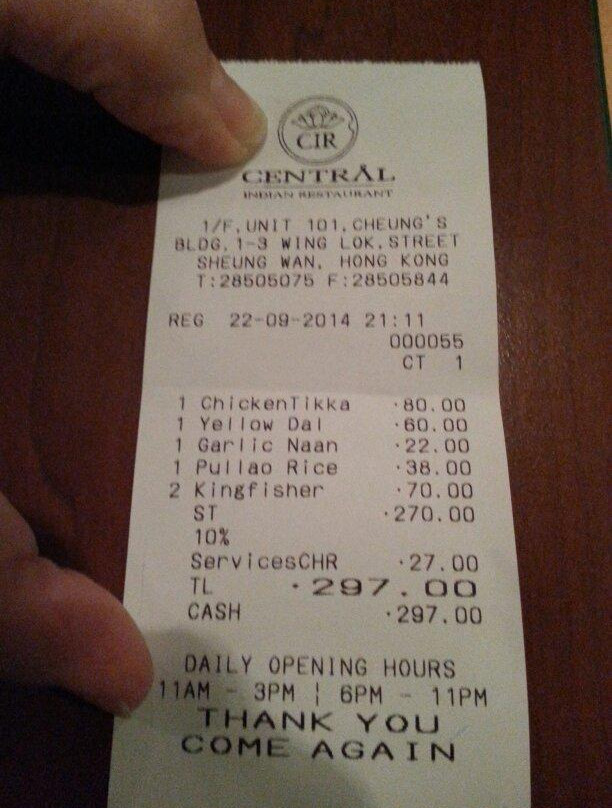 CIR
CENTRÅL
INDIAN RESTAURANT
1/F, UNIT 101, CHEUNG'S
BLDG. 1-3 WING LOK, STREET
SHEUNG WAN, HONG KONG
T:28505075 F:28505844
REG 22-09-2014 21:11
000055
CT 1
1 ChickenTikka ·80.00
1 Yellow Dal ·60.00
1 Garlic Naan ·22.00
1 Pullao Rice ·38.00
2 Kingfisher ·70.00
ST ·270.00
10%
ServicesCHR ·27.00
TL ·297.00
CASH ·297.00
DAILY OPENING HOURS
11AM - 3PM ¦ 6PM - 11PM
THANK YOU
COME AGAIN